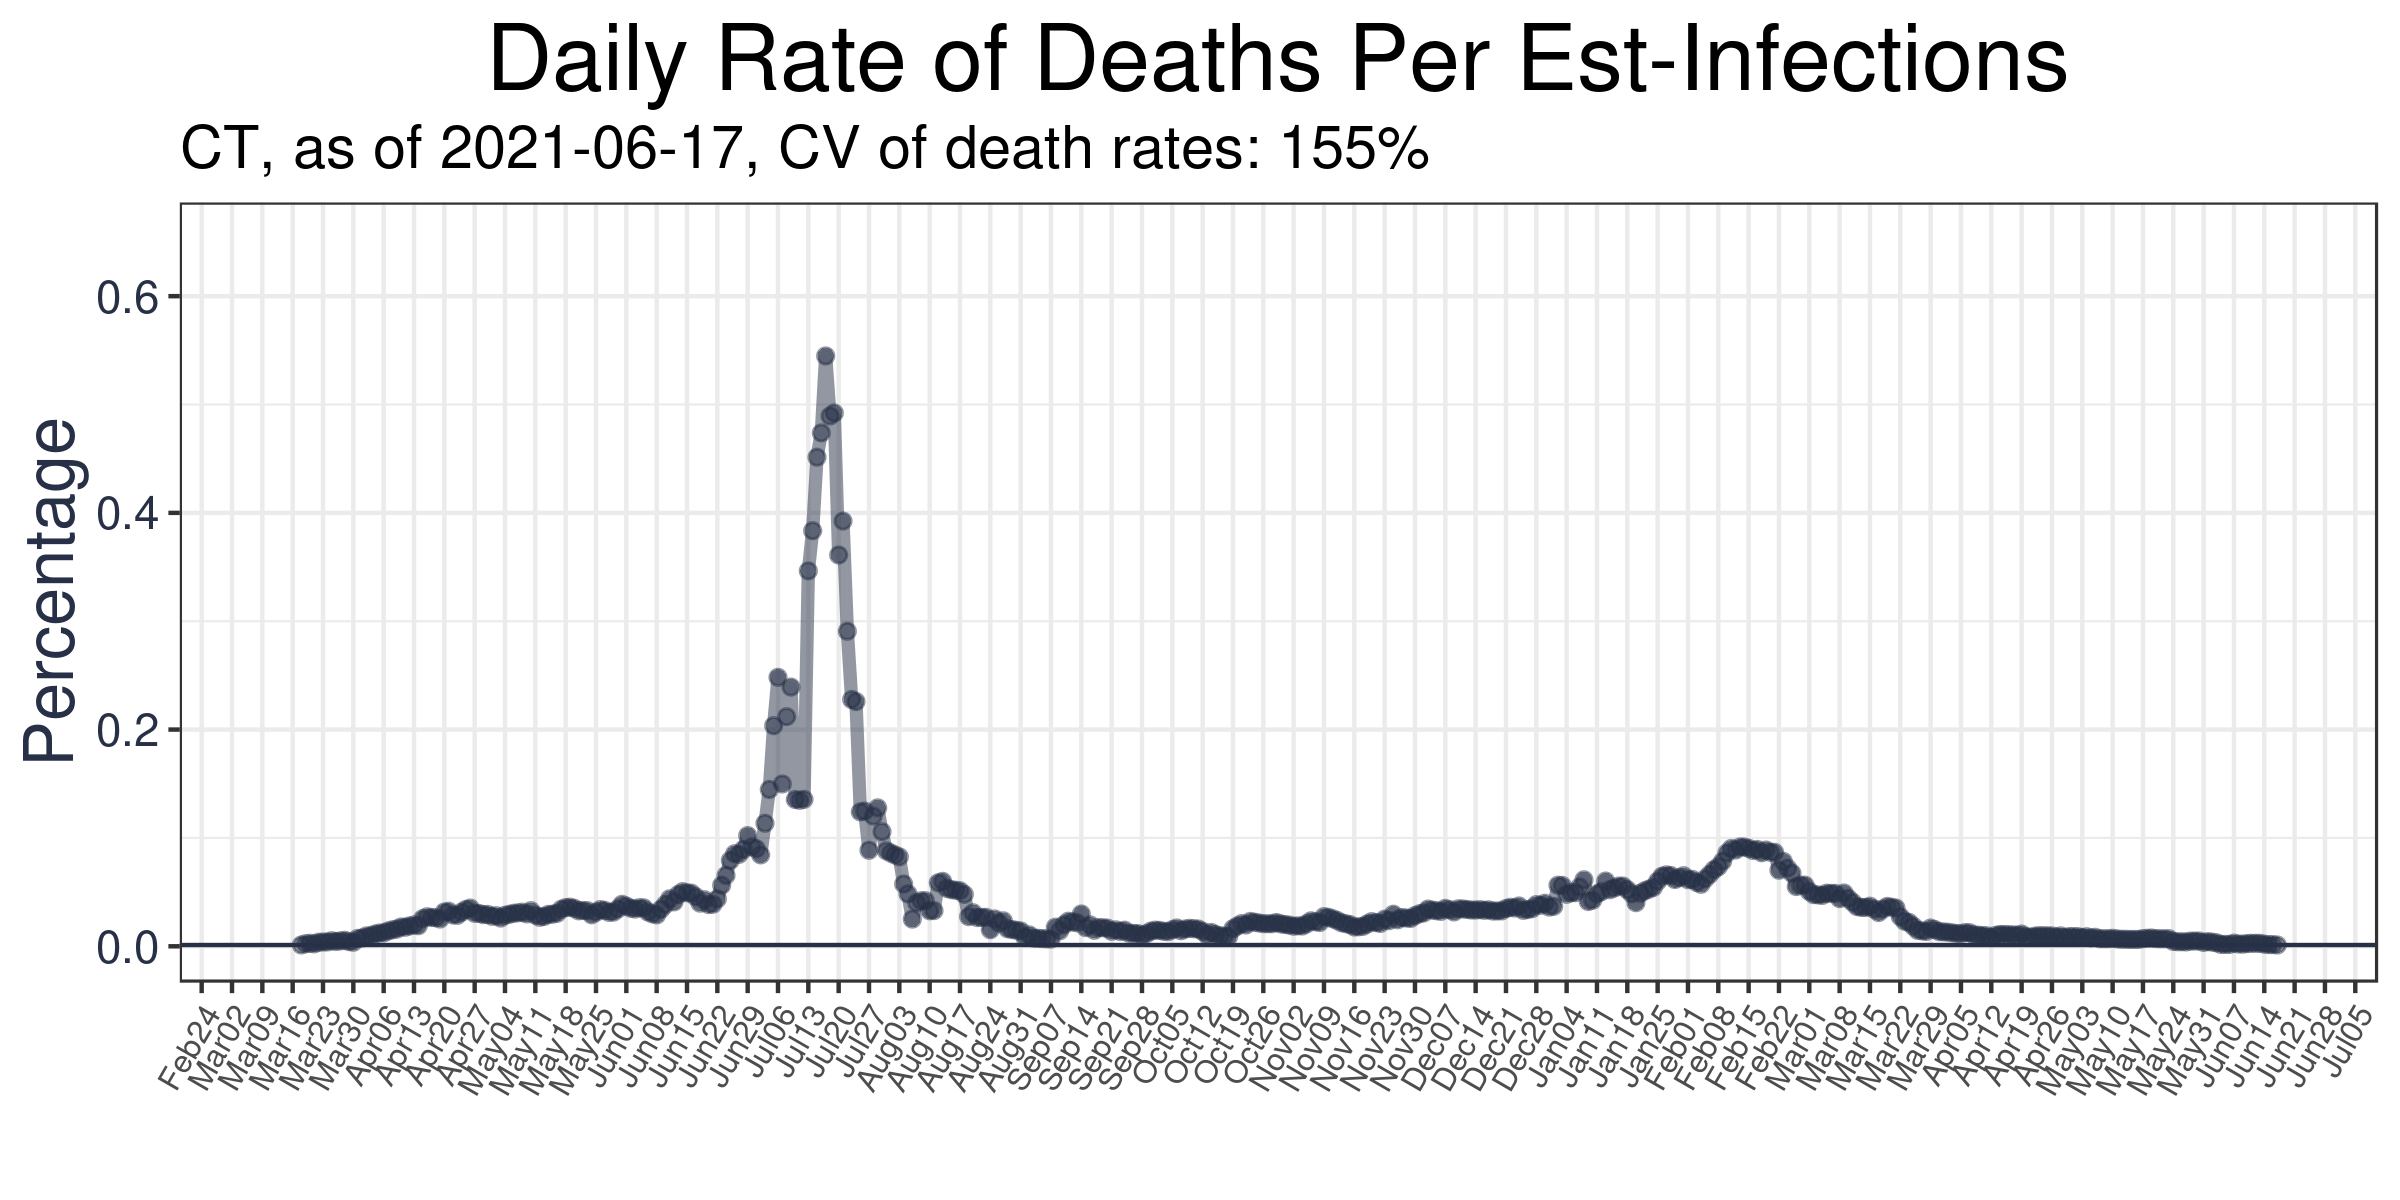 Daily Rate of Deaths Per Est-Infections
CT, as of 2021-06-17, CV of death rates: 155%
Percentage
0.6
0.4
0.2
0.0
Feb24
Mar02
Mar09
Mar16
Mar23
Mar30
Apr06
Apr13
Apr20
Apr27
May04
May11
May18
May25
Jun01
Jun08
Jun15
Jun22
Jun29
Jul06
Jul13
Jul20
Jul27
Aug03
Aug10
Aug17
Aug24
Aug31
Sep07
Sep14
Sep21
Sep28
Oct05
Oct12
Oct19
Oct26
Nov02
Nov09
Nov16
Nov23
Nov30
Dec07
Dec14
Dec21
Dec28
Jan04
Jan11
Jan18
Jan25
Feb01
Feb08
Feb15
Feb22
Mar01
Mar08
Mar15
Mar22
Mar29
Apr05
Apr12
Apr19
Apr26
May03
May10
May17
May24
May31
Jun07
Jun14
Jun21
Jun28
Jul05